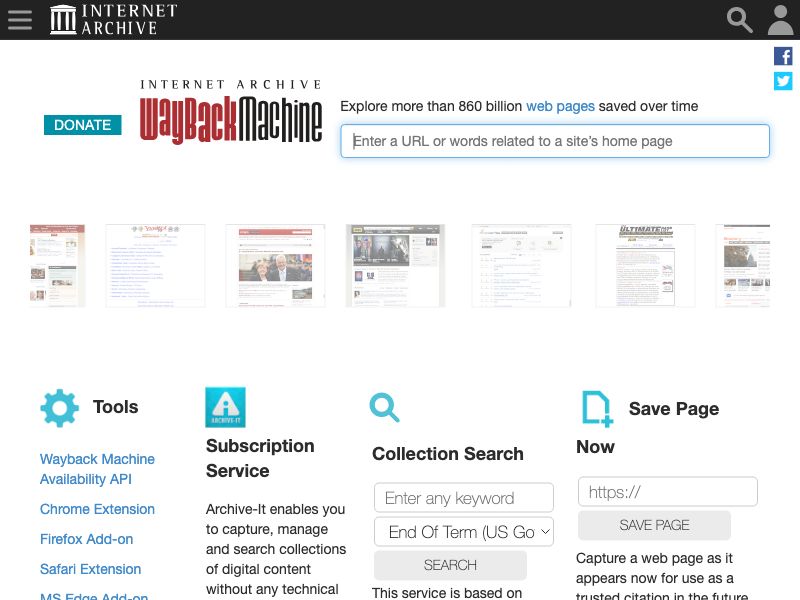 INTERNET
ARCHIVE
DONATE
INTERNET ARCHIVE
WayBackMachine
Explore more than 860 billion web pages saved over time
Enter a URL or words related to a site's home page
Tools
Wayback Machine
Availability API
Chrome Extension
Firefox Add-on
Safari Extension
MS Edge Add-on
ARCHIVE-IT
Subscription
Service
Archive-It enables you
to capture, manage
and search collections
of digital content
without any technical
Collection Search
Enter any keyword
End Of Term (US Go
SEARCH
This service is based on
Save Page
Now
https://
SAVE PAGE
Capture a web page as it
appears now for use as a
trusted citation in the future